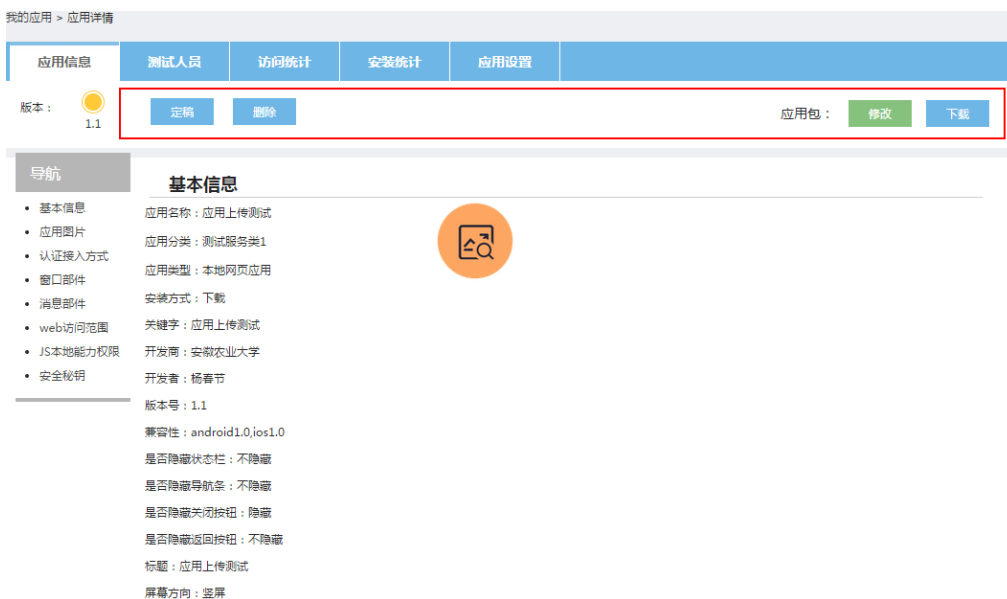 我的应用 > 应用详情
应用信息 测试人员 访问统计 安装统计 应用设置
版本： 1.1 定稿 删除 应用包： 修改 下载
导航
基本信息
应用图片
认证接入方式
窗口部件
消息部件
web访问范围
JS本地能力权限
安全秘钥
基本信息
应用名称：应用上传测试
应用分类：测试服务类1
应用类型：本地网页应用
安装方式：下载
关键字：应用上传测试
开发商：安徽农业大学
开发者：杨春节
版本号：1.1
兼容性：android1.0,ios1.0
是否隐藏状态栏：不隐藏
是否隐藏导航条：不隐藏
是否隐藏关闭按钮：隐藏
是否隐藏返回按钮：不隐藏
标题：应用上传测试
屏幕方向：竖屏